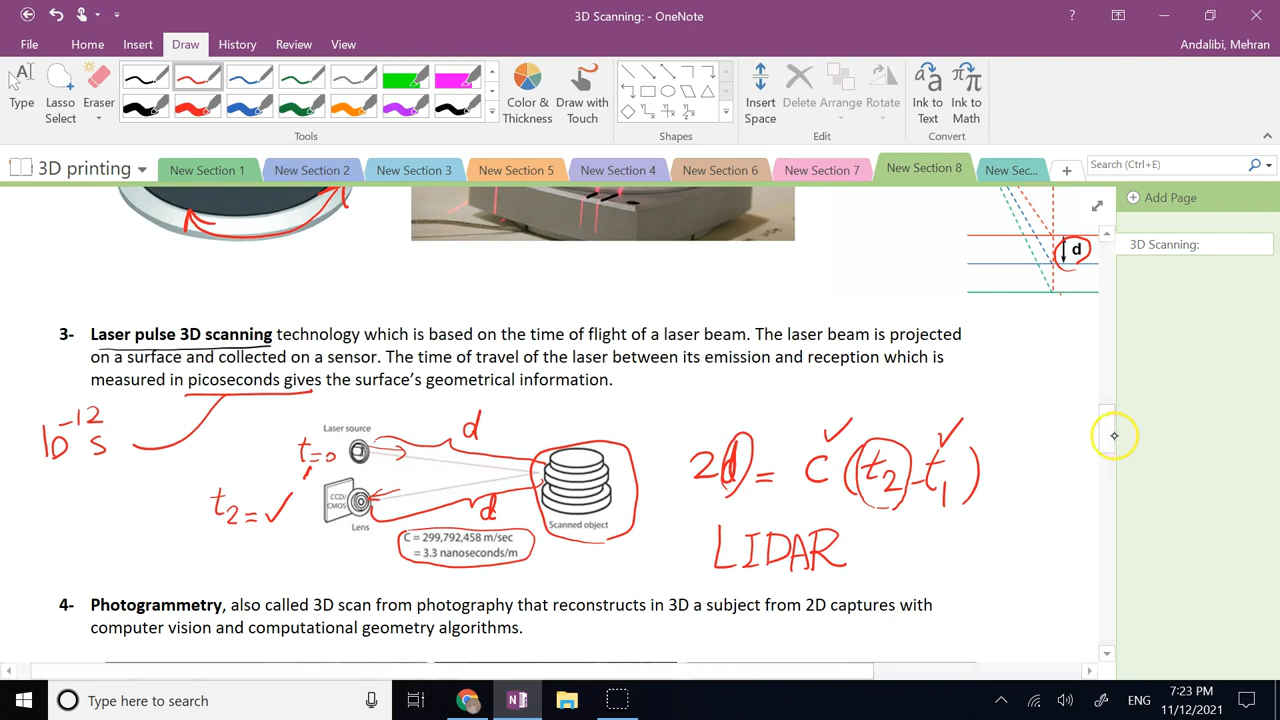 3D Scanning: - OneNote
File Home Insert Draw History Review View
Andalibi, Mehran
Type
Lasso Select
Eraser
Color & Thickness
Draw with Touch
Insert Space
Delete
Arrange
Rotate
Ink to Text
Ink to Math
Tools
Shapes
Edit
Convert
3D printing
New Section 1
New Section 2
New Section 3
New Section 4
New Section 5
New Section 6
New Section 7
New Section 8
New Sec...
Search (Ctrl+E)
Add Page
3D Scanning:
d
3- Laser pulse 3D scanning technology which is based on the time of flight of a laser beam. The laser beam is projected
on a surface and collected on a sensor. The time of travel of the laser between its emission and reception which is
measured in picoseconds gives the surface's geometrical information.
10⁻¹² s
Laser source
t₁=0
d
t₂=✓
CCD/
CMOS
Lens
d
Scanned object
C = 299,792,458 m/sec
= 3.3 nanoseconds/m
2d = c (t₂-t₁)
LIDAR
4- Photogrammetry, also called 3D scan from photography that reconstructs in 3D a subject from 2D captures with
computer vision and computational geometry algorithms.
Type here to search
ENG
7:23 PM
11/12/2021